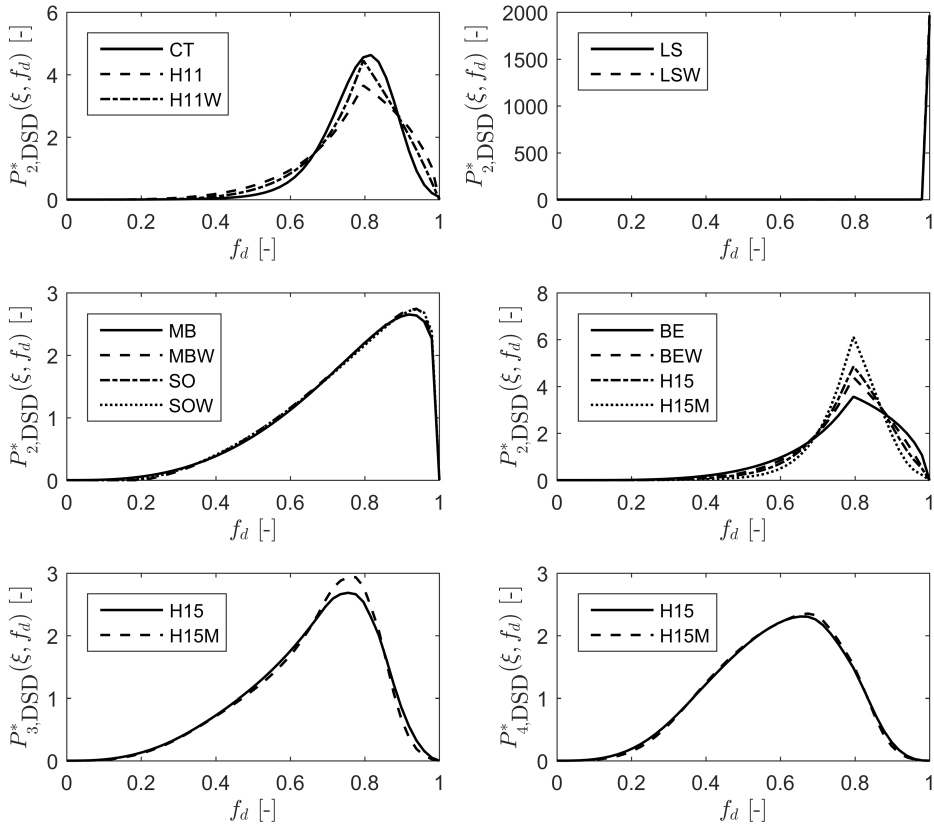 P*2,DSD(ξ, fd) [-]
6
4
2
0
CT
H11
H11W
0 0.2 0.4 0.6 0.8 1
fd [-]
P*2,DSD(ξ, fd) [-]
2000
1500
1000
500
0
LS
LSW
0 0.2 0.4 0.6 0.8 1
fd [-]
P*2,DSD(ξ, fd) [-]
3
2
1
0
MB
MBW
SO
SOW
0 0.2 0.4 0.6 0.8 1
fd [-]
P*2,DSD(ξ, fd) [-]
8
6
4
2
0
BE
BEW
H15
H15M
0 0.2 0.4 0.6 0.8 1
fd [-]
P*3,DSD(ξ, fd) [-]
3
2
1
0
H15
H15M
0 0.2 0.4 0.6 0.8 1
fd [-]
P*4,DSD(ξ, fd) [-]
3
2
1
0
H15
H15M
0 0.2 0.4 0.6 0.8 1
fd [-]